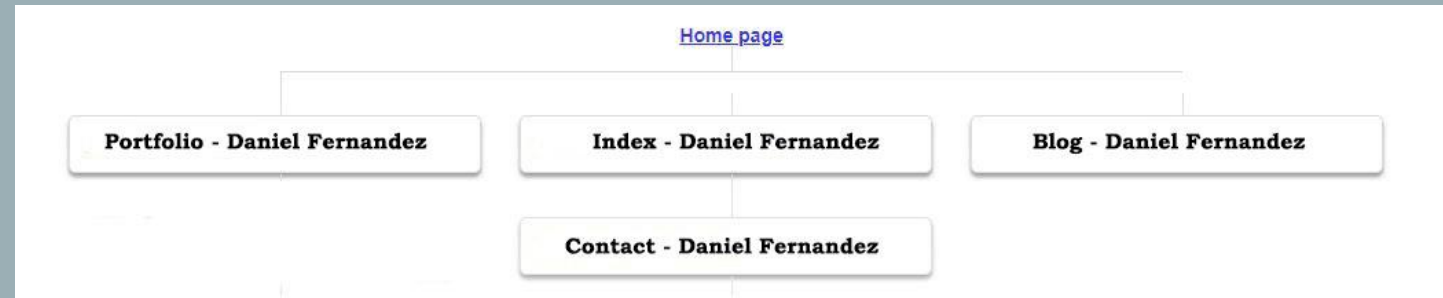 Home page
Portfolio - Daniel Fernandez
Index - Daniel Fernandez
Blog - Daniel Fernandez
Contact - Daniel Fernandez